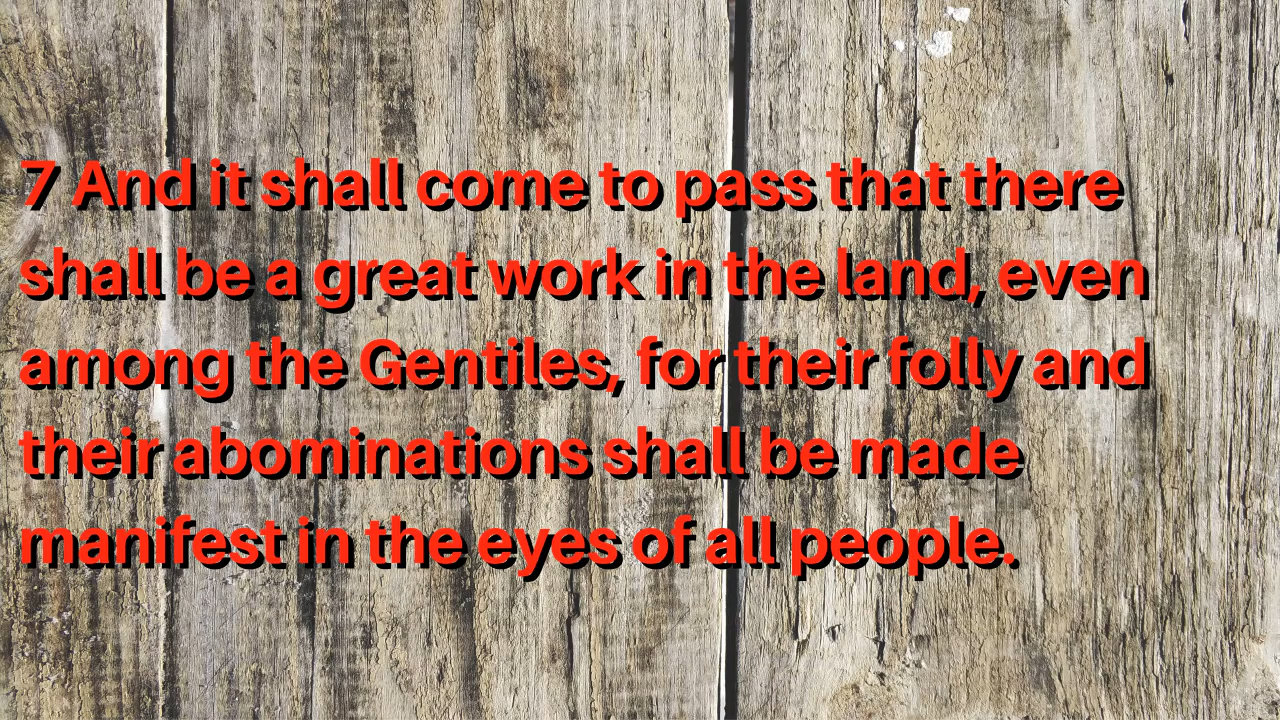 7 And it shall come to pass that there
shall be a great work in the land, even
among the Gentiles, for their folly and
their abominations shall be made
manifest in the eyes of all people.